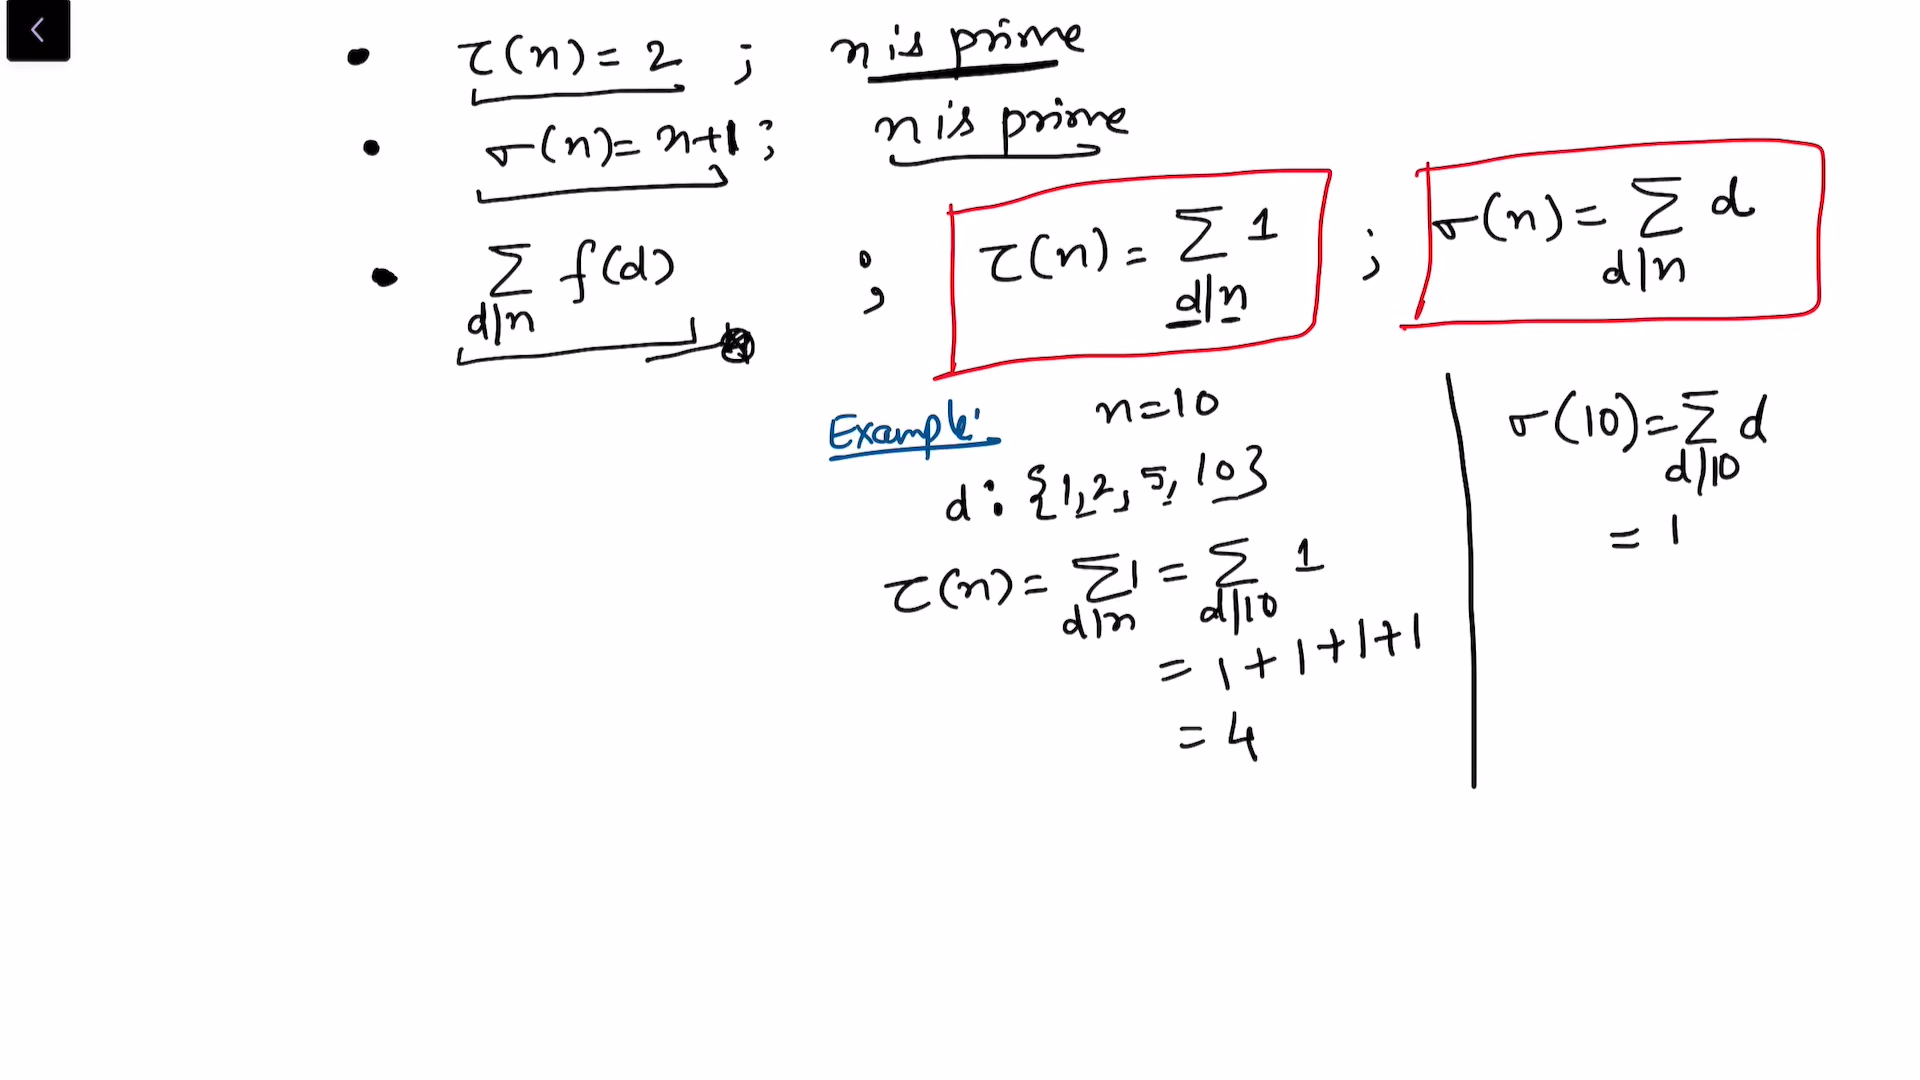 • τ(n) = 2 ; n is prime
• σ(n) = n+1 ; n is prime
• ∑_{d|n} f(d) ; τ(n) = ∑_{d|n} 1 ; σ(n) = ∑_{d|n} d
Example: n=10
d : {1, 2, 5, 10}
τ(n) = ∑_{d|n} 1 = ∑_{d|10} 1
= 1 + 1 + 1 + 1
= 4
σ(10) = ∑_{d|10} d
= 1